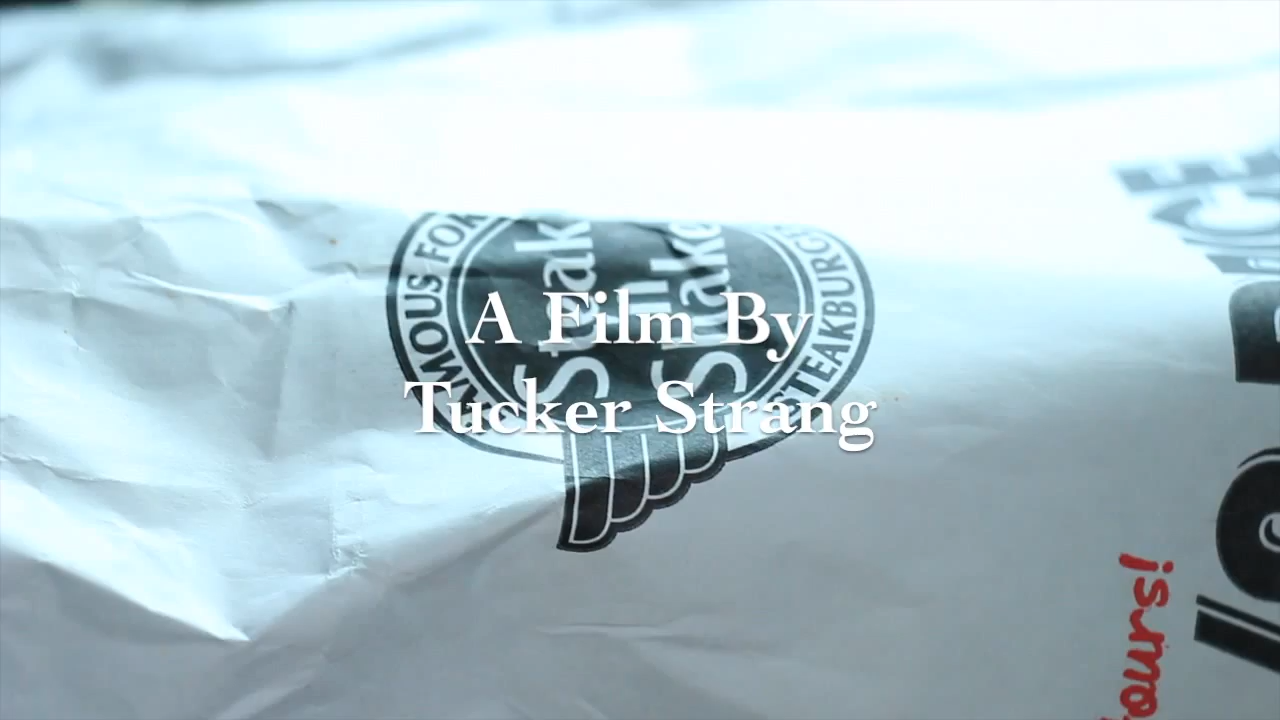 A Film By
Tucker Strang
FAMOUS FOR
Steak
n
Shake
STEAKBURGERS